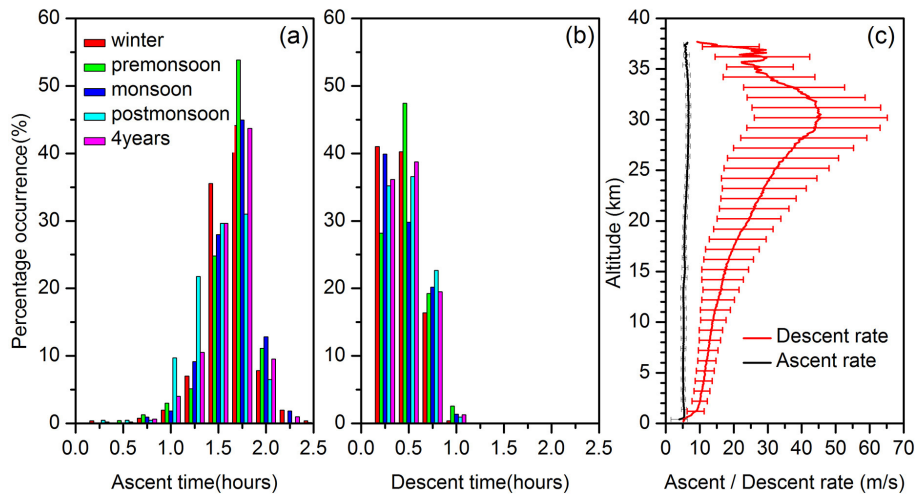 (a)
(b)
(c)
winter
premonsoon
monsoon
postmonsoon
4years
Percentage occurrence(%)
60
50
40
30
20
10
0
0.0 0.5 1.0 1.5 2.0 2.5
Ascent time(hours)
60
50
40
30
20
10
0
0.0 0.5 1.0 1.5 2.0 2.5
Descent time(hours)
Altitude (km)
40
35
30
25
20
15
10
5
0
Descent rate
Ascent rate
0 10 20 30 40 50 60 70
Ascent / Descent rate (m/s)